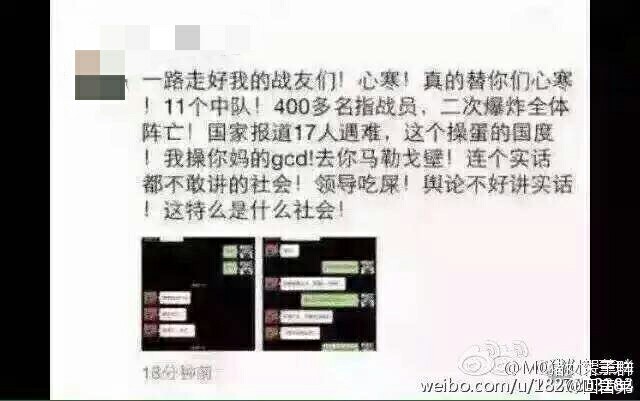 一路走好我的战友们！心寒！真的替你们心寒
！11个中队！400多名指战员，二次爆炸全体
阵亡！国家报道17人遇难，这个操蛋的国度
！我操你妈的gcd!去你马勒戈壁！连个实话
都不敢讲的社会！领导吃屎！舆论不好讲实话
！这特么是什么社会！
18分钟前
weibo.com/u/